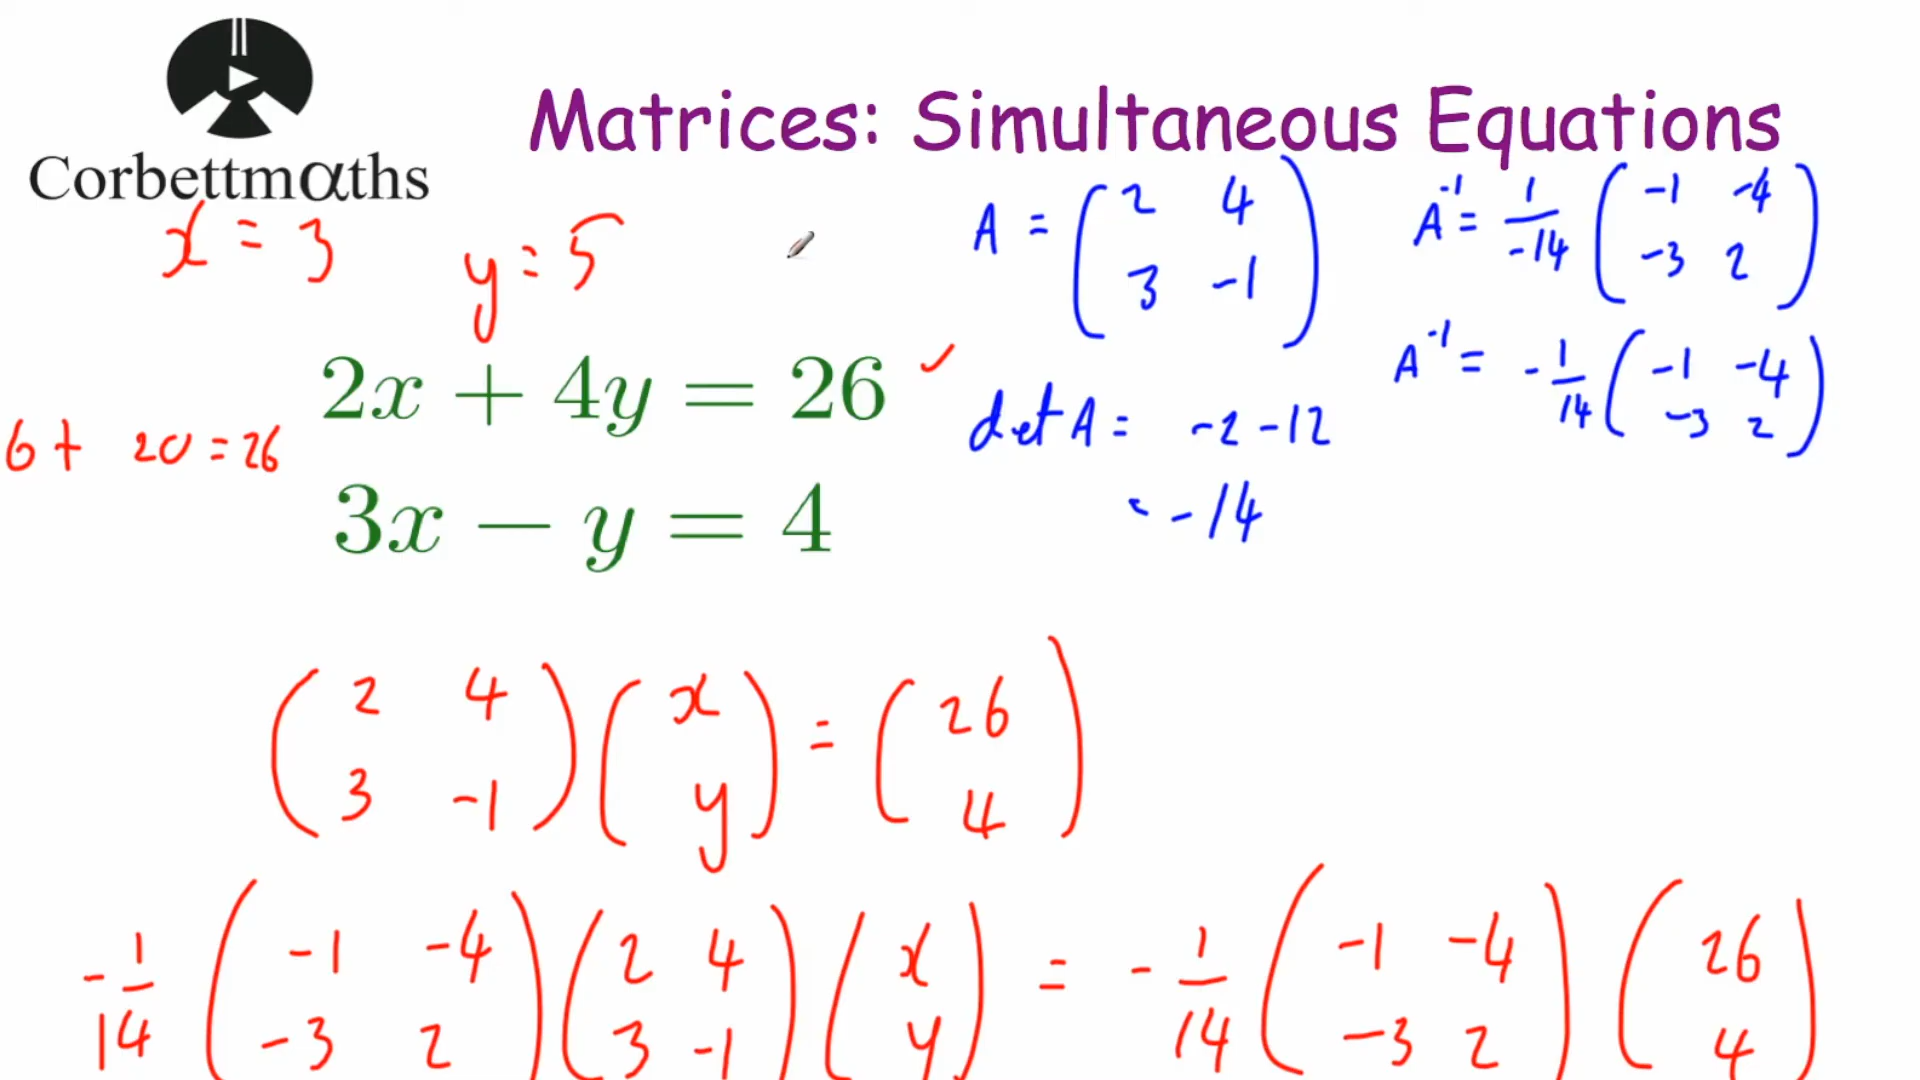 Corbettmαths
Matrices: Simultaneous Equations
x = 3
y = 5
2x + 4y = 26 ✓
6 + 20 = 26
3x − y = 4
A = ( 2 4
3 -1 )
det A = -2 -12
= -14
A⁻¹ = 1/-14 ( -1 -4
-3 2 )
A⁻¹ = -1/14 ( -1 -4
-3 2 )
( 2 4 ) ( x ) = ( 26 )
( 3 -1 ) ( y ) ( 4 )
-1/14 ( -1 -4 ) ( 2 4 ) ( x ) = -1/14 ( -1 -4 ) ( 26 )
( -3 2 ) ( 3 -1 ) ( y ) ( -3 2 ) ( 4 )